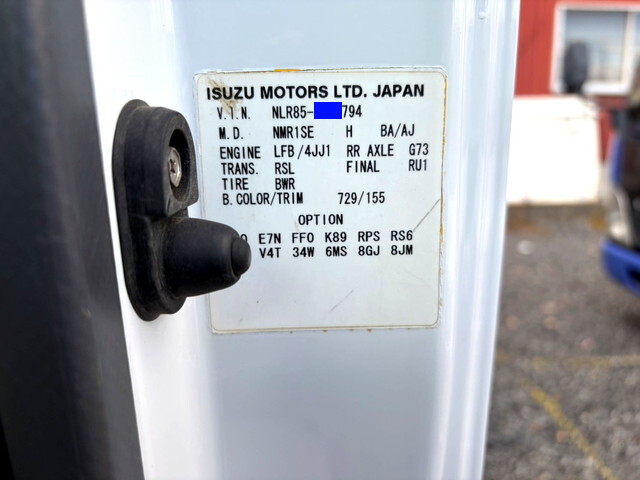 ISUZU MOTORS LTD. JAPAN
V.I.N. NLR85- 794
M.D. NMR1SE H BA/AJ
ENGINE LFB/4JJ1 RR AXLE G73
TRANS. RSL FINAL RU1
TIRE BWR
B.COLOR/TRIM 729/155
OPTION
E7N FF0 K89 RPS RS6
V4T 34W 6MS 8GJ 8JM